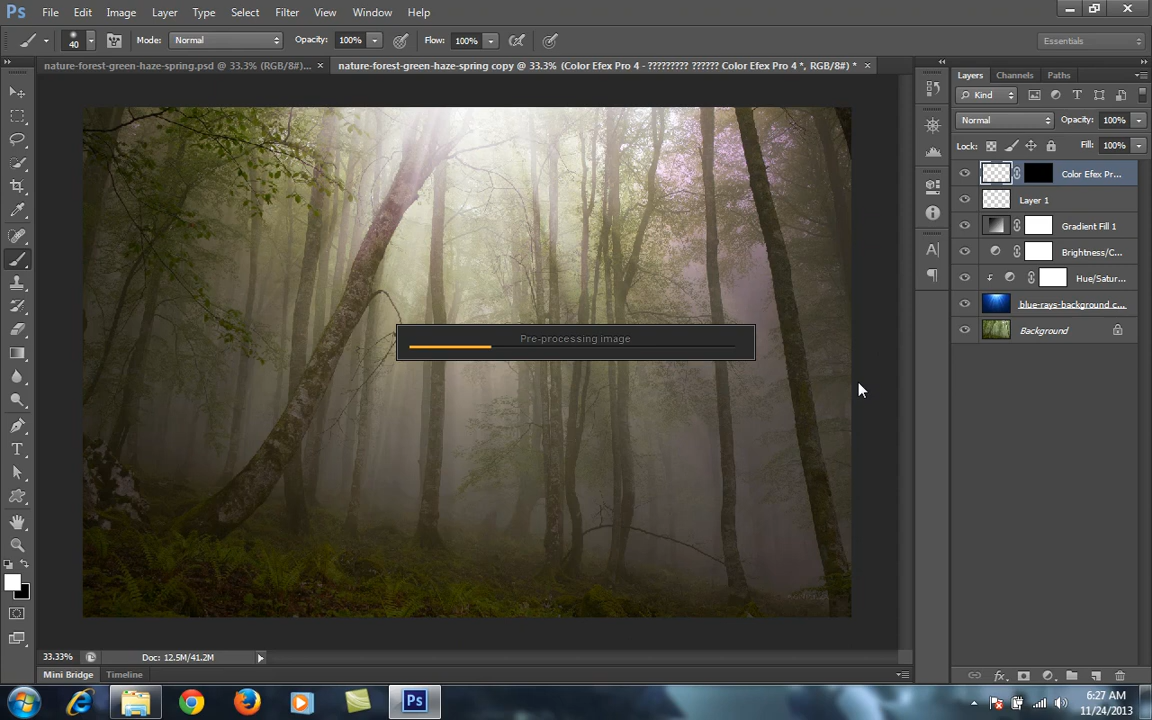 Ps File Edit Image Layer Type Select Filter View Window Help
40 Mode: Normal Opacity: 100% Flow: 100% Essentials
nature-forest-green-haze-spring.psd @ 33.3% (RGB/8#)... × nature-forest-green-haze-spring copy @ 33.3% (Color Efex Pro 4 - ????????? ?????? Color Efex Pro 4 *, RGB/8#) * ×
Layers Channels Paths
Kind
Normal Opacity: 100%
Lock: Fill: 100%
Color Efex Pr...
Layer 1
Gradient Fill 1
Brightness/C...
Hue/Satur...
blue-rays-background c...
Background
Pre-processing image
33.33% Doc: 12.5M/41.2M
Mini Bridge Timeline
6:27 AM
11/24/2013